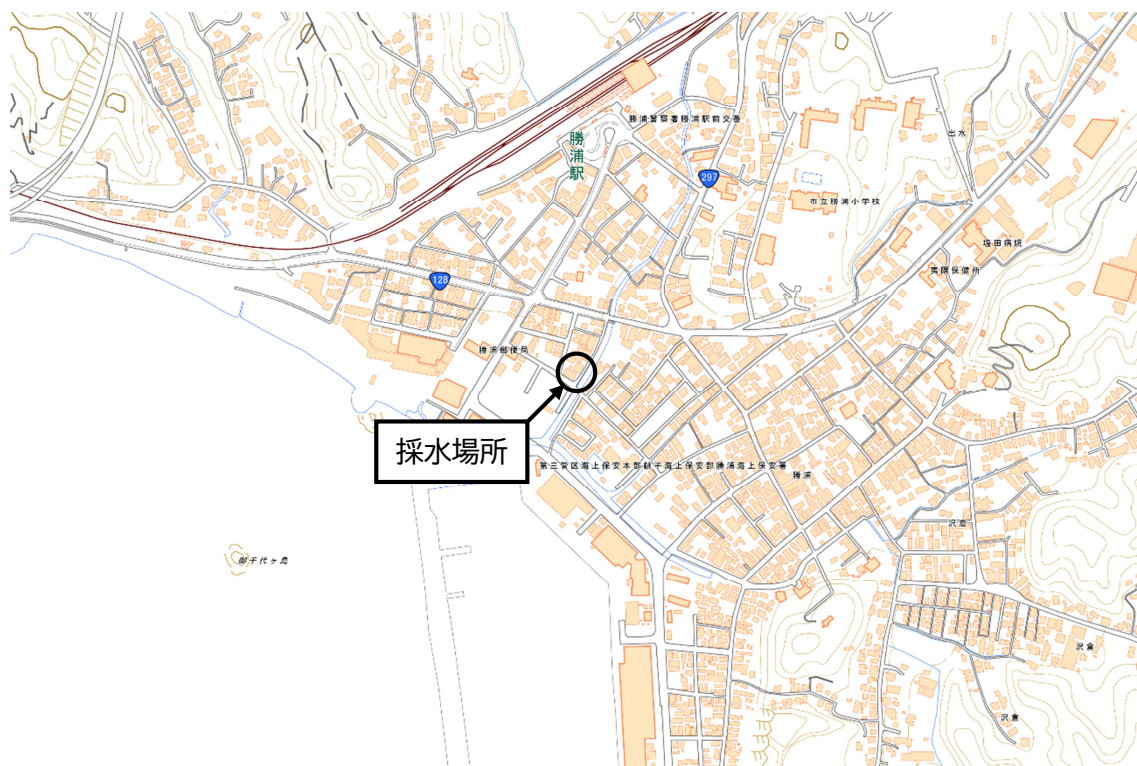 勝浦警察署勝浦駅前交番
勝浦駅
297
出水
市立勝浦小学校
塩田病院
夷隅保健所
128
勝浦郵便局
採水場所
第三管区海上保安本部銚子海上保安部勝浦海上保安署
勝浦
沢倉
御千代ヶ島
沢倉
沢倉